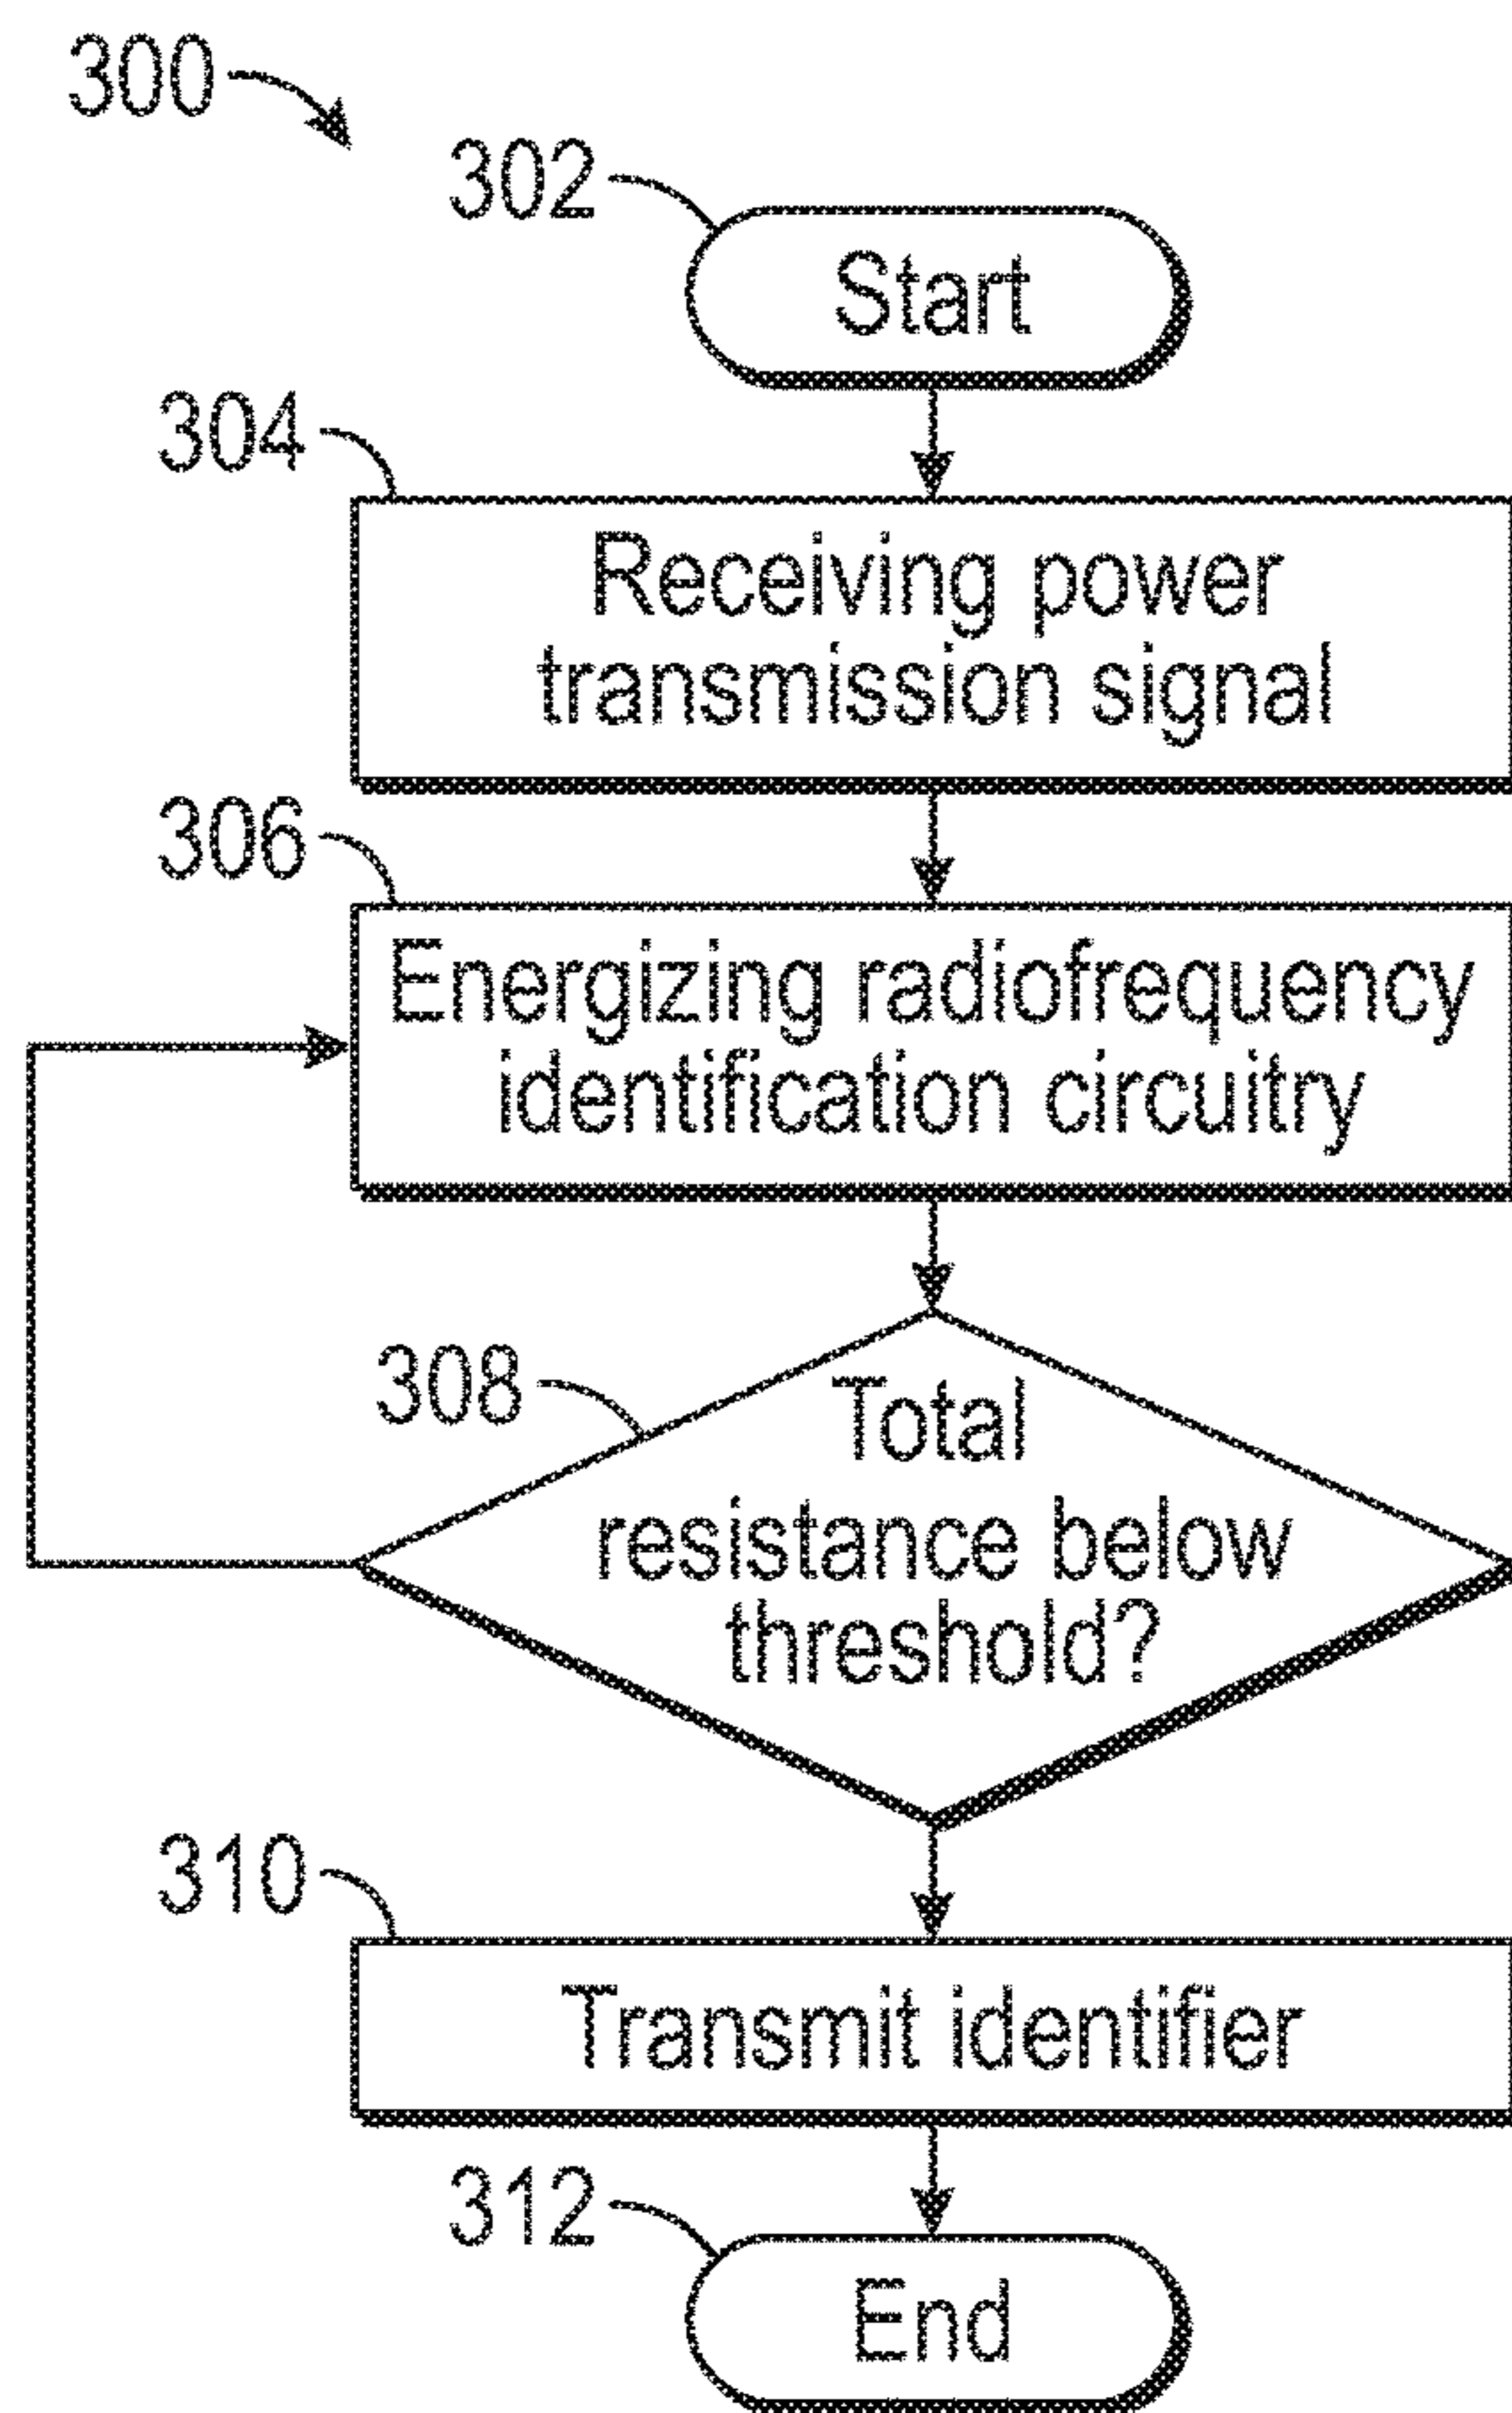 300
302
Start
304
Receiving power
transmission signal
306
Energizing radiofrequency
identification circuitry
308
Total
resistance below
threshold?
310
Transmit identifier
312
End